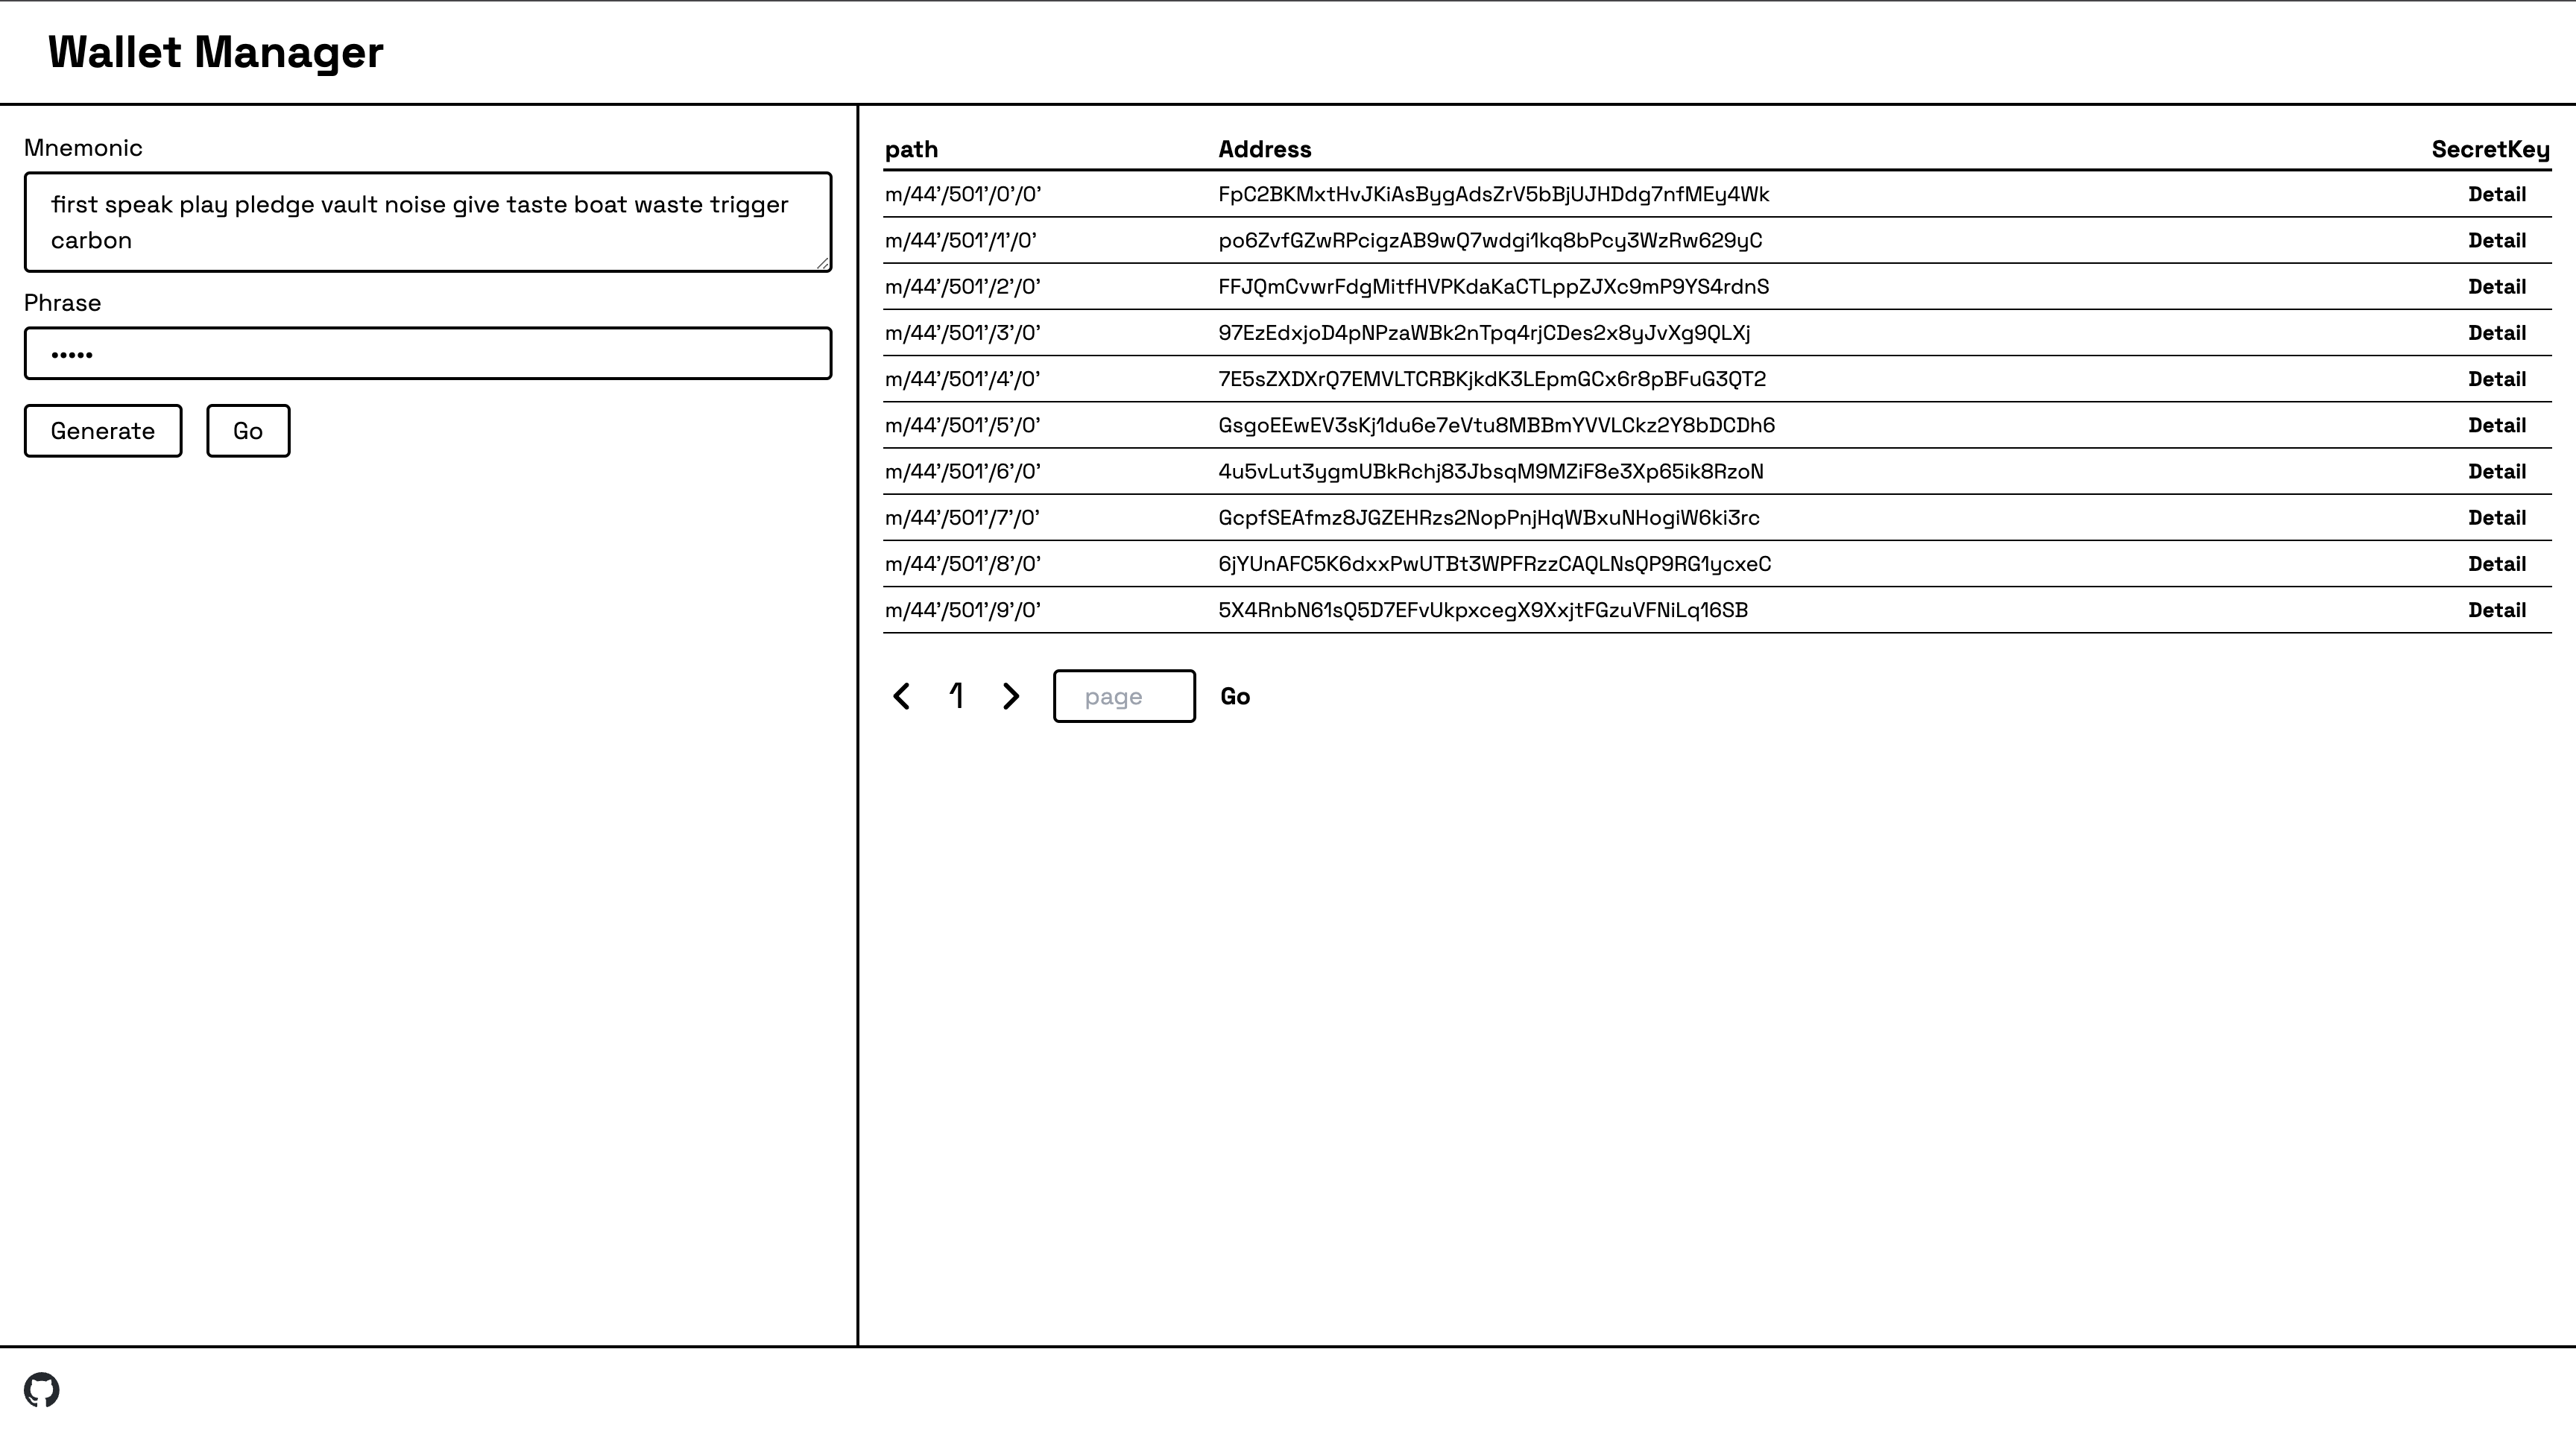 Wallet Manager
Mnemonic
first speak play pledge vault noise give taste boat waste trigger
carbon
Phrase
•••••
Generate Go
path Address SecretKey
m/44'/501'/0'/0' FpC2BKMxtHvJKiAsBygAdsZrV5bBjUJHDdg7nfMEy4Wk Detail
m/44'/501'/1'/0' po6ZvfGZwRPcigzAB9wQ7wdgi1kq8bPcy3WzRw629yC Detail
m/44'/501'/2'/0' FFJQmCvwrFdgMitfHVPKdaKaCTLppZJXc9mP9YS4rdnS Detail
m/44'/501'/3'/0' 97EzEdxjoD4pNPzaWBk2nTpq4rjCDes2x8yJvXg9QLXj Detail
m/44'/501'/4'/0' 7E5sZXDXrQ7EMVLTCRBKjkdK3LEpmGCx6r8pBFuG3QT2 Detail
m/44'/501'/5'/0' GsgoEEwEV3sKj1du6e7eVtu8MBBmYVVLCkz2Y8bDCDh6 Detail
m/44'/501'/6'/0' 4u5vLut3ygmUBkRchj83JbsqM9MZiF8e3Xp65ik8RzoN Detail
m/44'/501'/7'/0' GcpfSEAfmz8JGZEHRzs2NopPnjHqWBxuNHogiW6ki3rc Detail
m/44'/501'/8'/0' 6jYUnAFC5K6dxxPwUTBt3WPFRzzCAQLNsQP9RG1ycxeC Detail
m/44'/501'/9'/0' 5X4RnbN61sQ5D7EFvUkpxcegX9XxjtFGzuVFNiLq16SB Detail
1 page Go